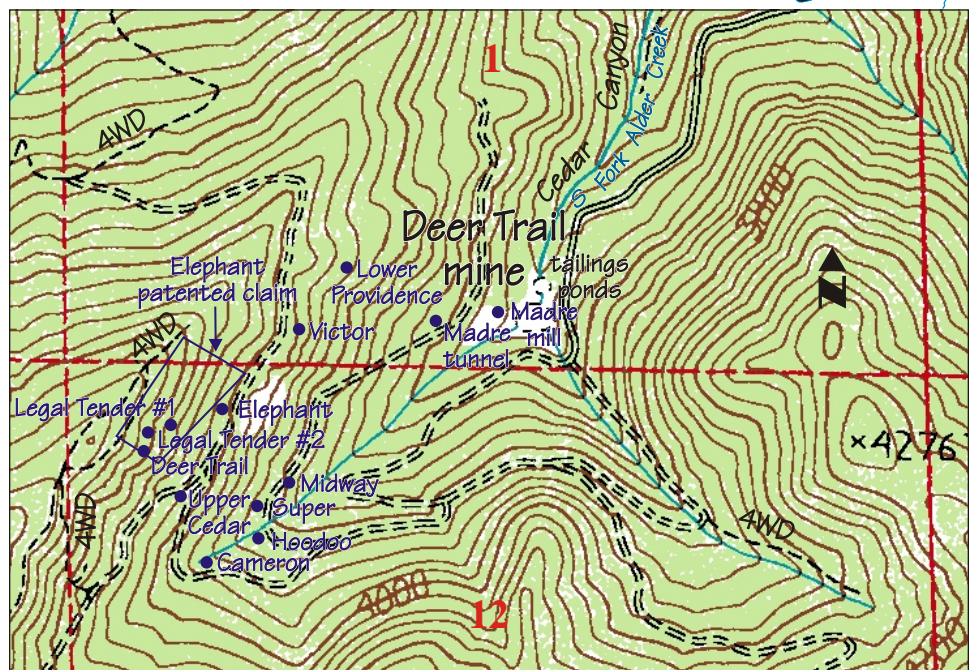 1
Canyon
S Fork Alder Creek
Cedar
4WD
3880
Deer Trail
mine
tailings
ponds
Elephant
patented claim
Lower
Providence
Madre
mill
Madre
tunnel
Victor
N
4WD
Legal Tender #1
Elephant
Legal Tender #2
Deer Trail
×4276
Midway
Upper
Cedar
Super
4WD
4WD
Hoodoo
Cameron
4000
12